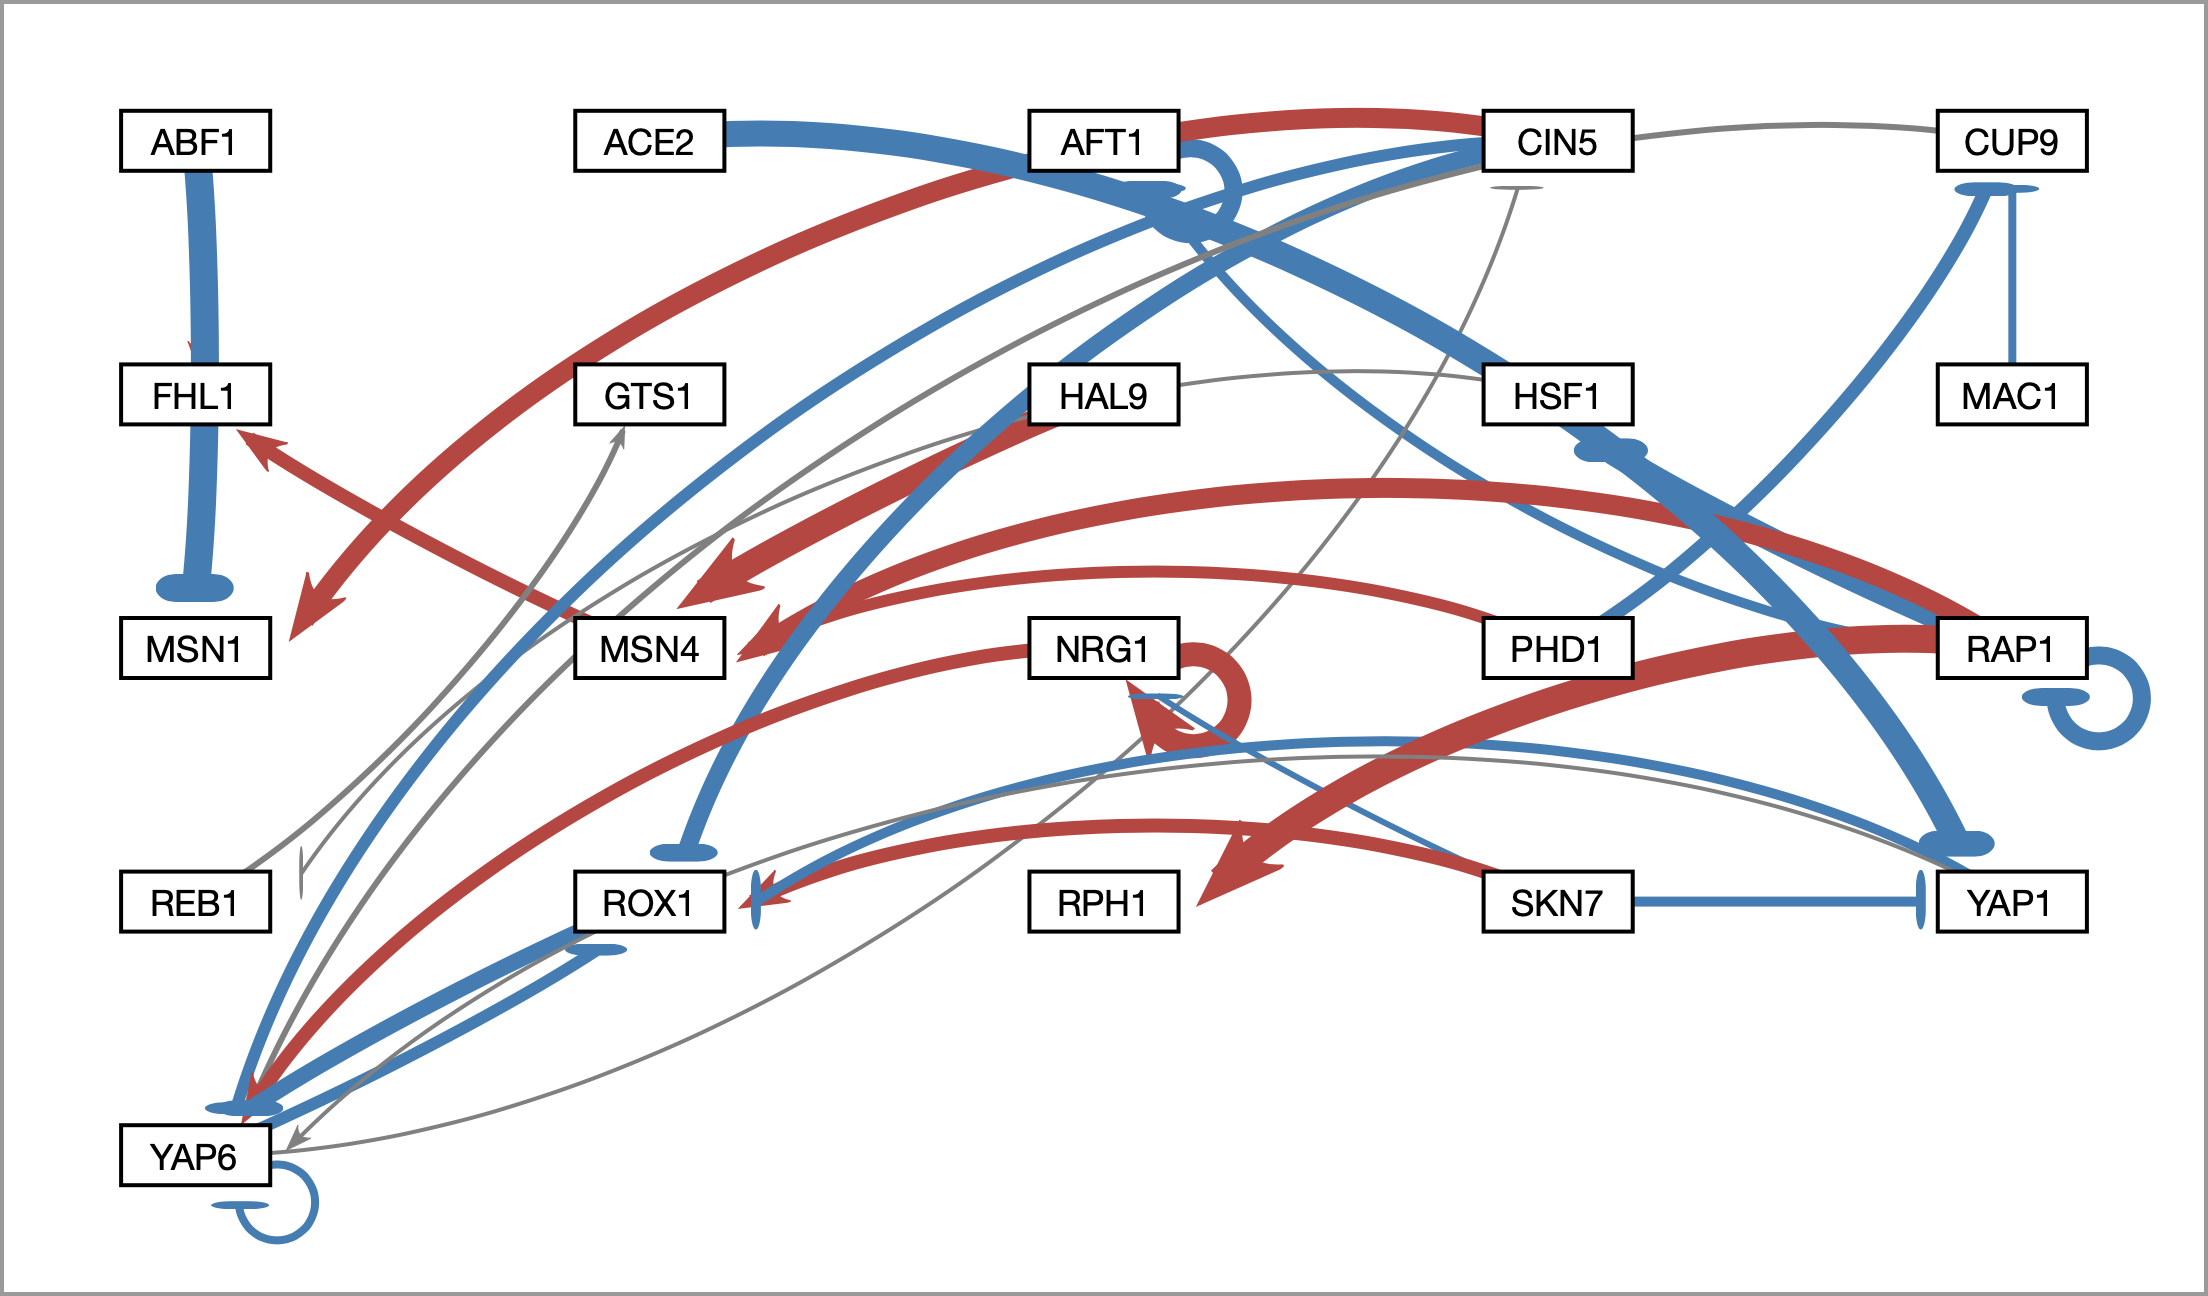 ABF1 ACE2 AFT1 CIN5 CUP9
FHL1 GTS1 HAL9 HSF1 MAC1
MSN1 MSN4 NRG1 PHD1 RAP1
REB1 ROX1 RPH1 SKN7 YAP1
YAP6